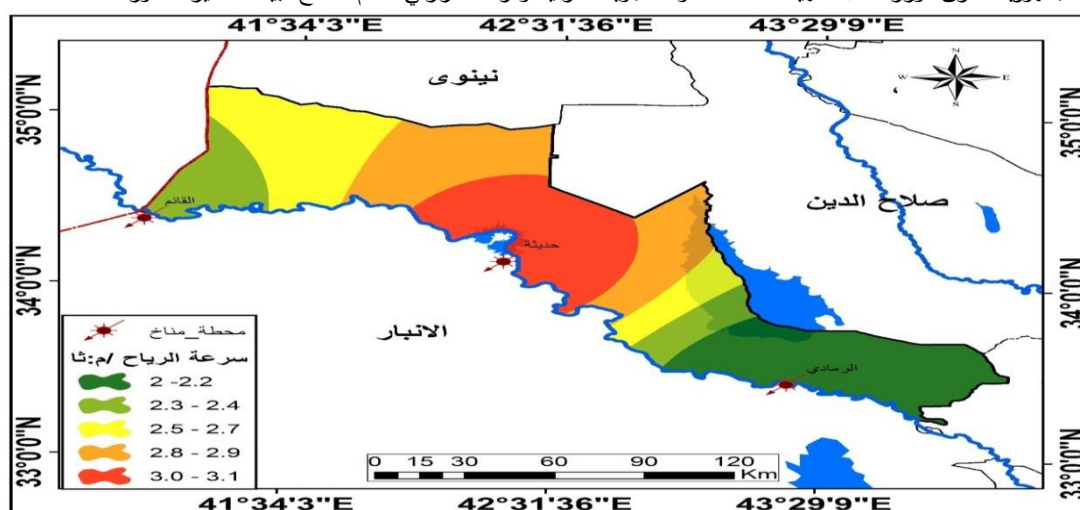 41°34'3"E 42°31'36"E 43°29'9"E
35°0'0"N
34°0'0"N
33°0'0"N
35°0'0"N
34°0'0"N
33°0'0"N
نينوى
N
W E
S
صلاح الدين
القائم
حديثة
الانبار
الرمادي
محطة_مناخ
سرعة الرياح /م:ثا
2 -2.2
2.3 - 2.4
2.5 - 2.7
2.8 - 2.9
3.0 - 3.1
0 15 30 60 90 120
Km
41°34'3"E 42°31'36"E 43°29'9"E